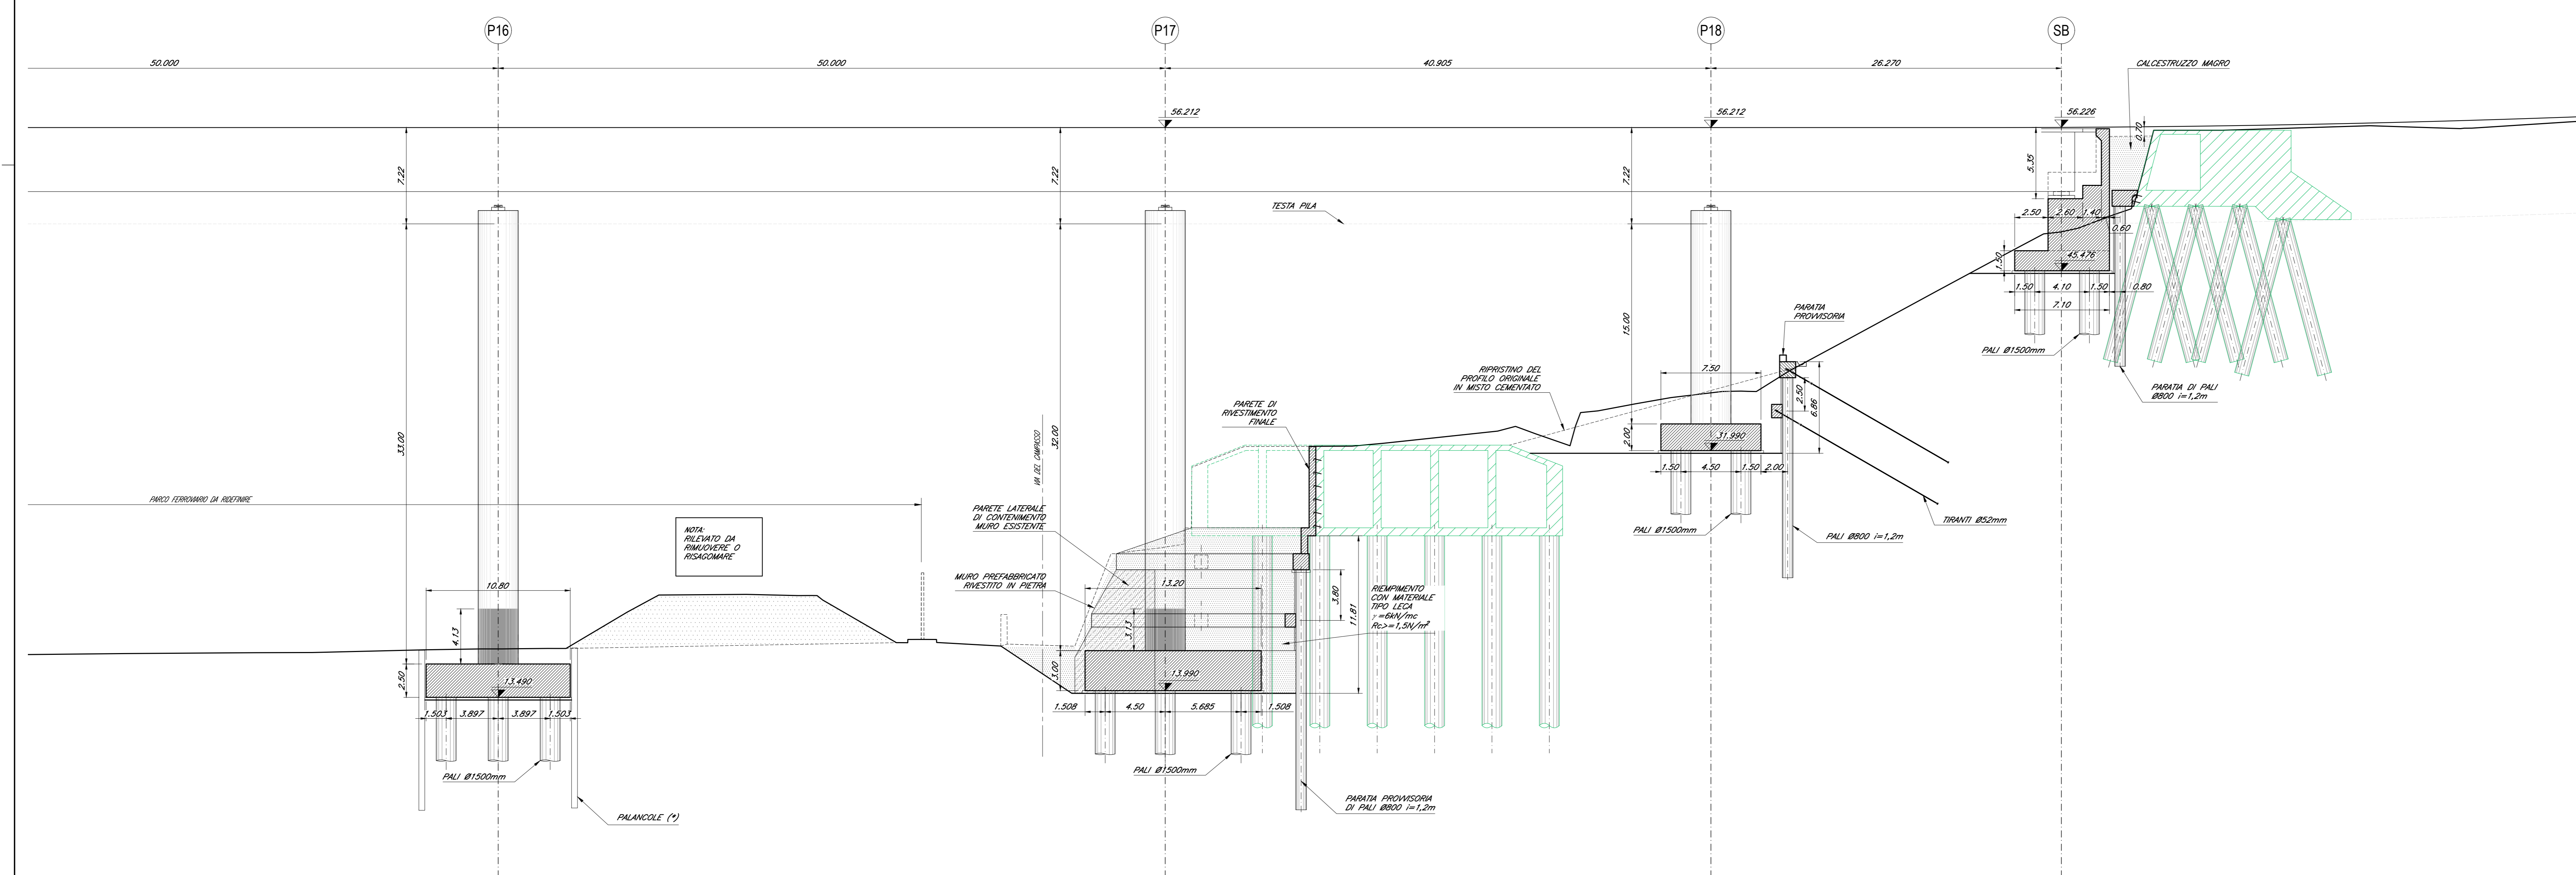 P16
P17
P18
SB
50.000
50.000
40.905
26.270
CALCESTRUZZO MAGRO
56.212
56.212
56.226
0.70
7.22
7.22
7.22
5.35
TESTA PILA
2.50
2.60
1.40
0.60
1.50
45.476
1.50
4.10
1.50
0.80
7.10
PARATIA
PROVVISORIA
15.00
PALI Ø1500mm
RIPRISTINO DEL
PROFILO ORIGINALE
IN MISTO CEMENTATO
7.50
2.50
6.86
PARATIA DI PALI
Ø800 i=1,2m
PARETE DI
RIVESTIMENTO
FINALE
33.00
32.00
VIA DEL CAMPASSO
2.00
31.990
1.50
4.50
1.50
2.00
PARCO FERROVIARIO DA RIDEFINIRE
PARETE LATERALE
DI CONTENIMENTO
MURO ESISTENTE
TIRANTI Ø52mm
PALI Ø1500mm
PALI Ø800 i=1,2m
NOTA:
RILEVATO DA
RIMUOVERE O
RISAGOMARE
10.80
MURO PREFABBRICATO
RIVESTITO IN PIETRA
13.20
3.80
11.81
RIEMPIMENTO
CON MATERIALE
TIPO LECA
γ=6kN/mc
Rc>=1,5N/m²
4.13
3.13
2.50
13.490
3.00
13.990
1.503
3.897
3.897
1.503
1.508
4.50
5.685
1.508
PALI Ø1500mm
PALI Ø1500mm
PALANCOLE (*)
PARATIA PROVVISORIA
DI PALI Ø800 i=1,2m